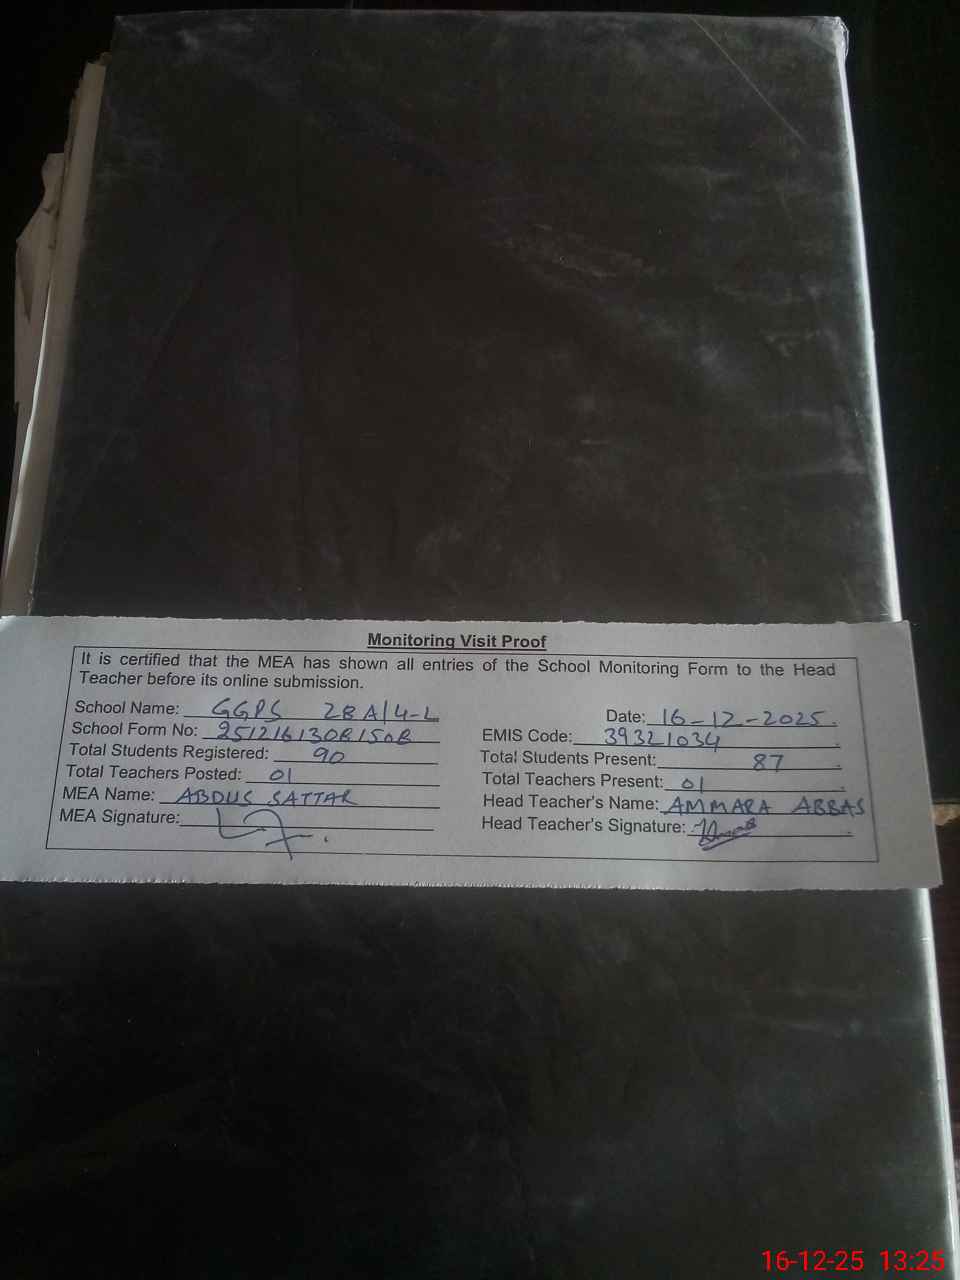 Monitoring Visit Proof
It is certified that the MEA has shown all entries of the School Monitoring Form to the Head
Teacher before its online submission.
School Name: GGPS 28A/4-L
Date: 16-12-2025
School Form No: 2512161308150B
EMIS Code: 39321034
Total Students Registered: 90
Total Students Present: 87
Total Teachers Posted: 01
Total Teachers Present: 01
MEA Name: ABDUS SATTAR
Head Teacher's Name: AMMARA ABBAS
MEA Signature:
Head Teacher's Signature:
16-12-25 13:25